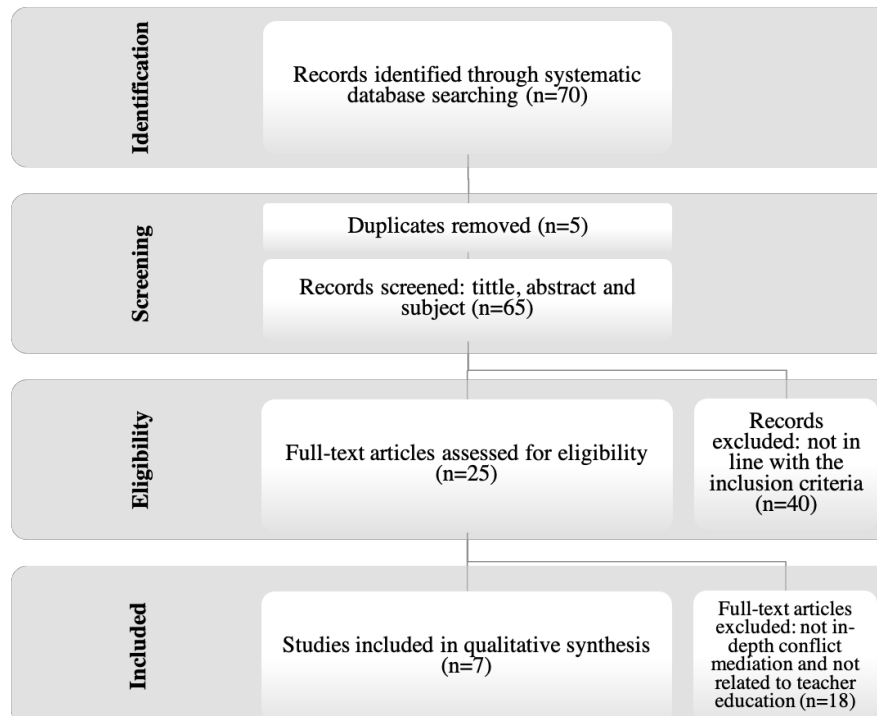 Identification
Records identified through systematic
database searching (n=70)
Screening
Duplicates removed (n=5)
Records screened: tittle, abstract and
subject (n=65)
Eligibility
Full-text articles assessed for eligibility
(n=25)
Records
excluded: not in
line with the
inclusion criteria
(n=40)
Included
Studies included in qualitative synthesis
(n=7)
Full-text articles
excluded: not in-
depth conflict
mediation and not
related to teacher
education (n=18)